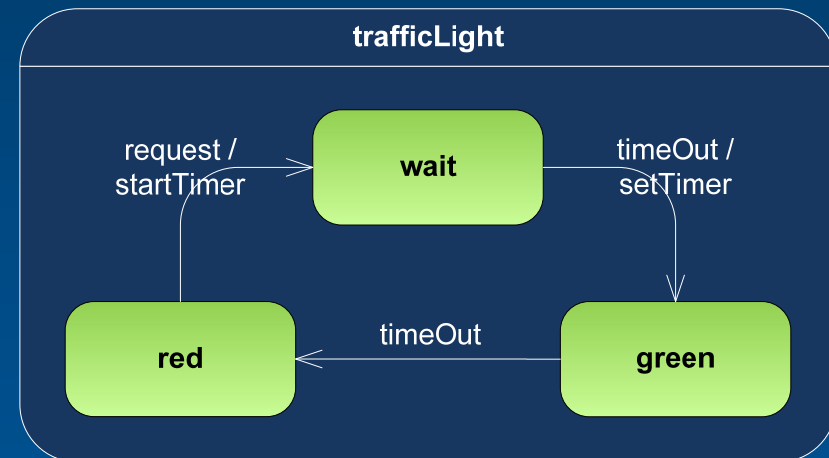 trafficLight
request /
startTimer
wait
timeOut /
setTimer
red
timeOut
green